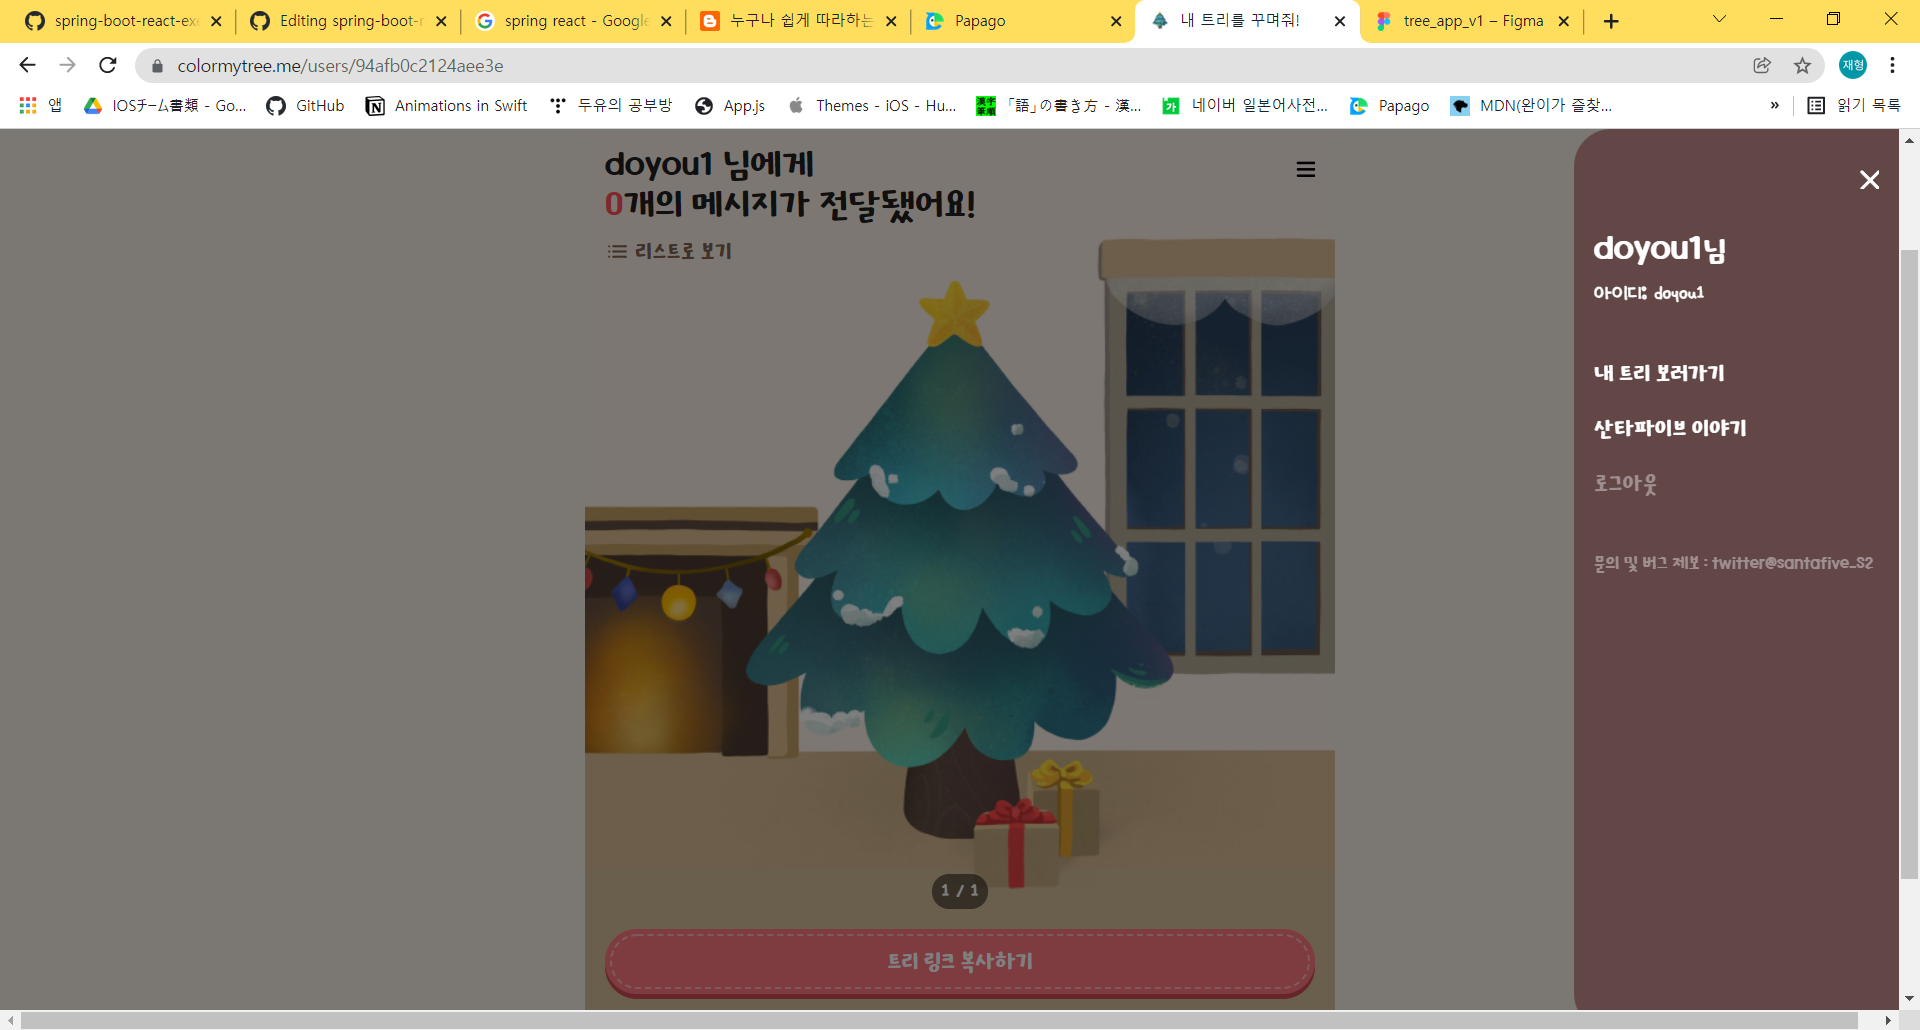 spring-boot-react-exe
Editing spring-boot-r
spring react - Google
누구나 쉽게 따라하는
Papago
내 트리를 꾸며줘!
tree_app_v1 – Figma
colormytree.me/users/94afb0c2124aee3e
재형
앱
IOSチーム書類 - Go...
GitHub
Animations in Swift
두유의 공부방
App.js
Themes - iOS - Hu...
「語」の書き方 - 漢...
네이버 일본어사전...
Papago
MDN(완이가 즐찾...
»
읽기 목록
doyou1 님에게
0개의 메시지가 전달됐어요!
리스트로 보기
1 / 1
트리 링크 복사하기
doyou1님
아이디: doyou1
내 트리 보러가기
산타파이브 이야기
로그아웃
문의 및 버그 제보 : twitter@santafive_S2